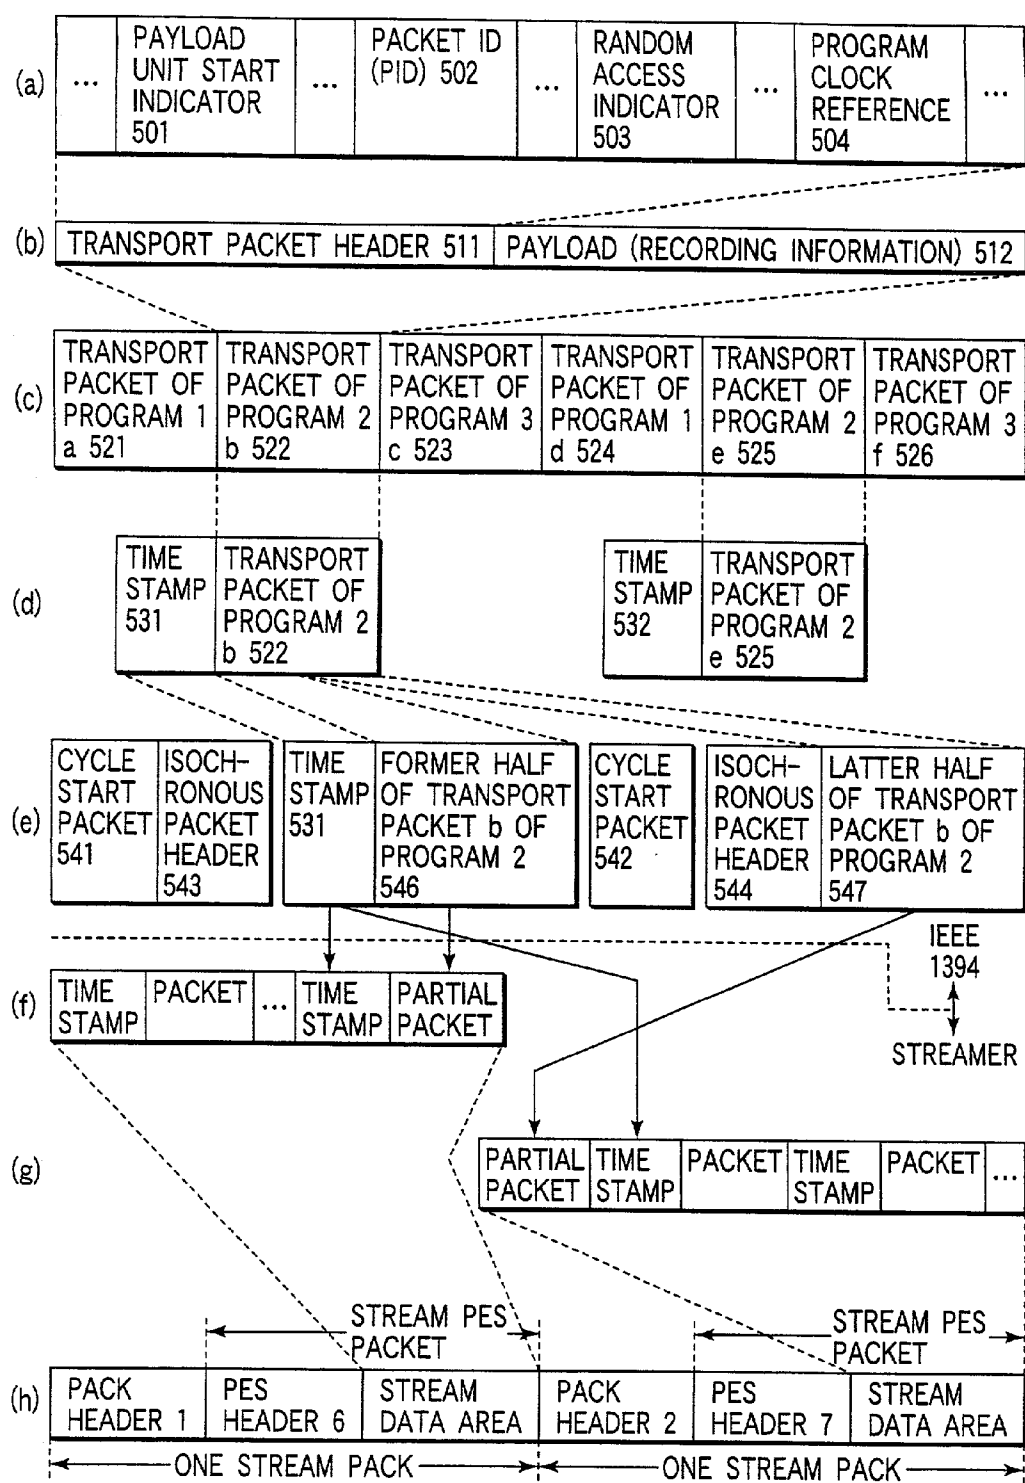 (a)
...
PAYLOAD
UNIT START
INDICATOR
501
...
PACKET ID
(PID) 502
...
RANDOM
ACCESS
INDICATOR
503
...
PROGRAM
CLOCK
REFERENCE
504
...
(b)
TRANSPORT PACKET HEADER 511
PAYLOAD (RECORDING INFORMATION) 512
(c)
TRANSPORT
PACKET OF
PROGRAM 1
a 521
TRANSPORT
PACKET OF
PROGRAM 2
b 522
TRANSPORT
PACKET OF
PROGRAM 3
c 523
TRANSPORT
PACKET OF
PROGRAM 1
d 524
TRANSPORT
PACKET OF
PROGRAM 2
e 525
TRANSPORT
PACKET OF
PROGRAM 3
f 526
(d)
TIME
STAMP
531
TRANSPORT
PACKET OF
PROGRAM 2
b 522
TIME
STAMP
532
TRANSPORT
PACKET OF
PROGRAM 2
e 525
(e)
CYCLE
START
PACKET
541
ISOCH-
RONOUS
PACKET
HEADER
543
TIME
STAMP
531
FORMER HALF
OF TRANSPORT
PACKET b OF
PROGRAM 2
546
CYCLE
START
PACKET
542
ISOCH-
RONOUS
PACKET
HEADER
544
LATTER HALF
OF TRANSPORT
PACKET b OF
PROGRAM 2
547
IEEE
1394
STREAMER
(f)
TIME
STAMP
PACKET
...
TIME
STAMP
PARTIAL
PACKET
(g)
PARTIAL
PACKET
TIME
STAMP
PACKET
TIME
STAMP
PACKET
...
STREAM PES
PACKET
STREAM PES
PACKET
(h)
PACK
HEADER 1
PES
HEADER 6
STREAM
DATA AREA
PACK
HEADER 2
PES
HEADER 7
STREAM
DATA AREA
ONE STREAM PACK
ONE STREAM PACK